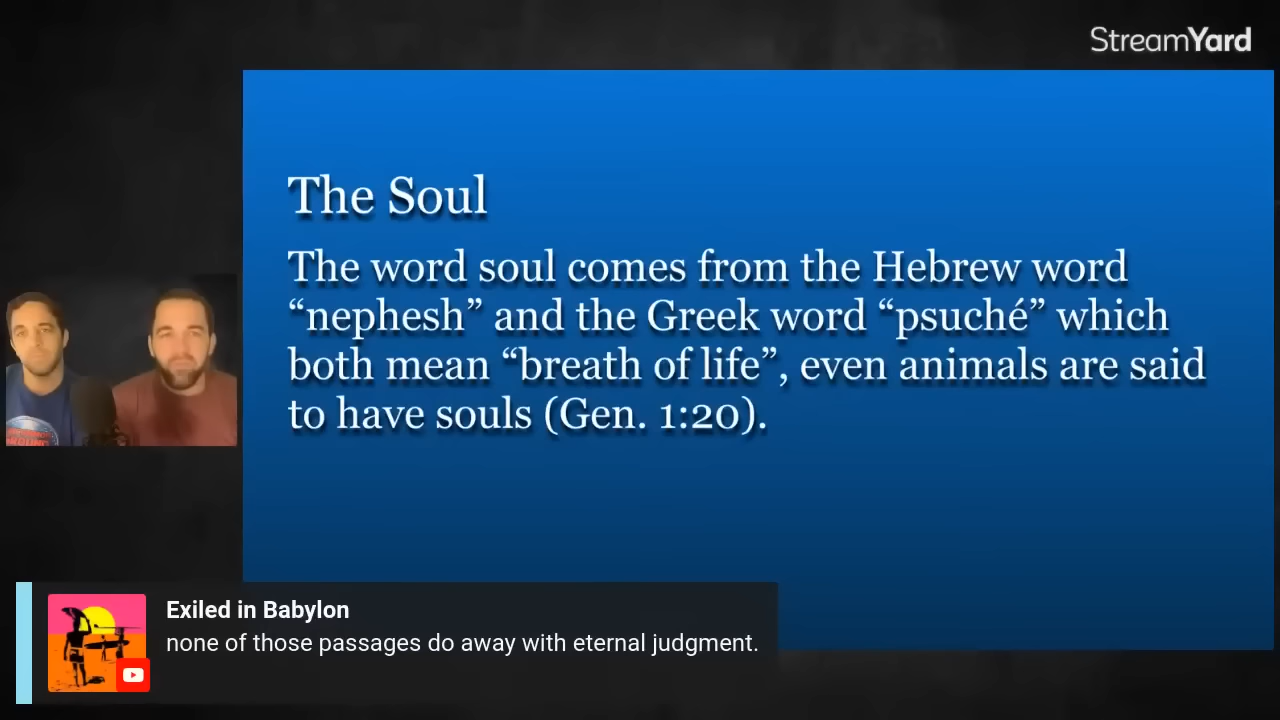 StreamYard
The Soul
The word soul comes from the Hebrew word
“nephesh” and the Greek word “psuché” which
both mean “breath of life”, even animals are said
to have souls (Gen. 1:20).
Exiled in Babylon
none of those passages do away with eternal judgment.